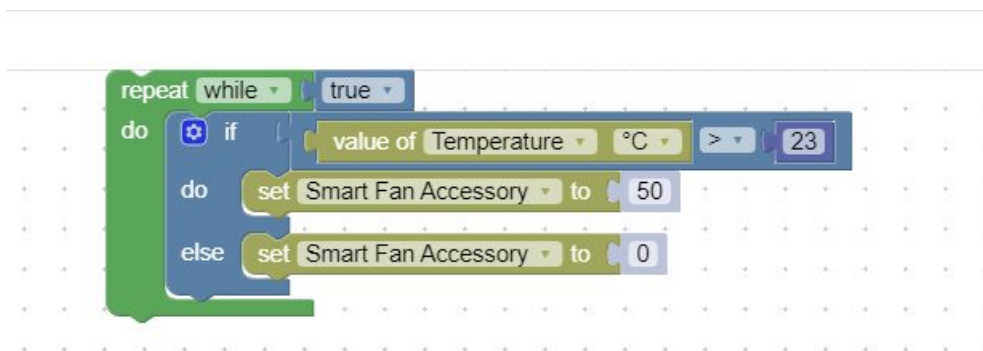 repeat while true
do if value of Temperature °C > 23
do set Smart Fan Accessory to 50
else set Smart Fan Accessory to 0